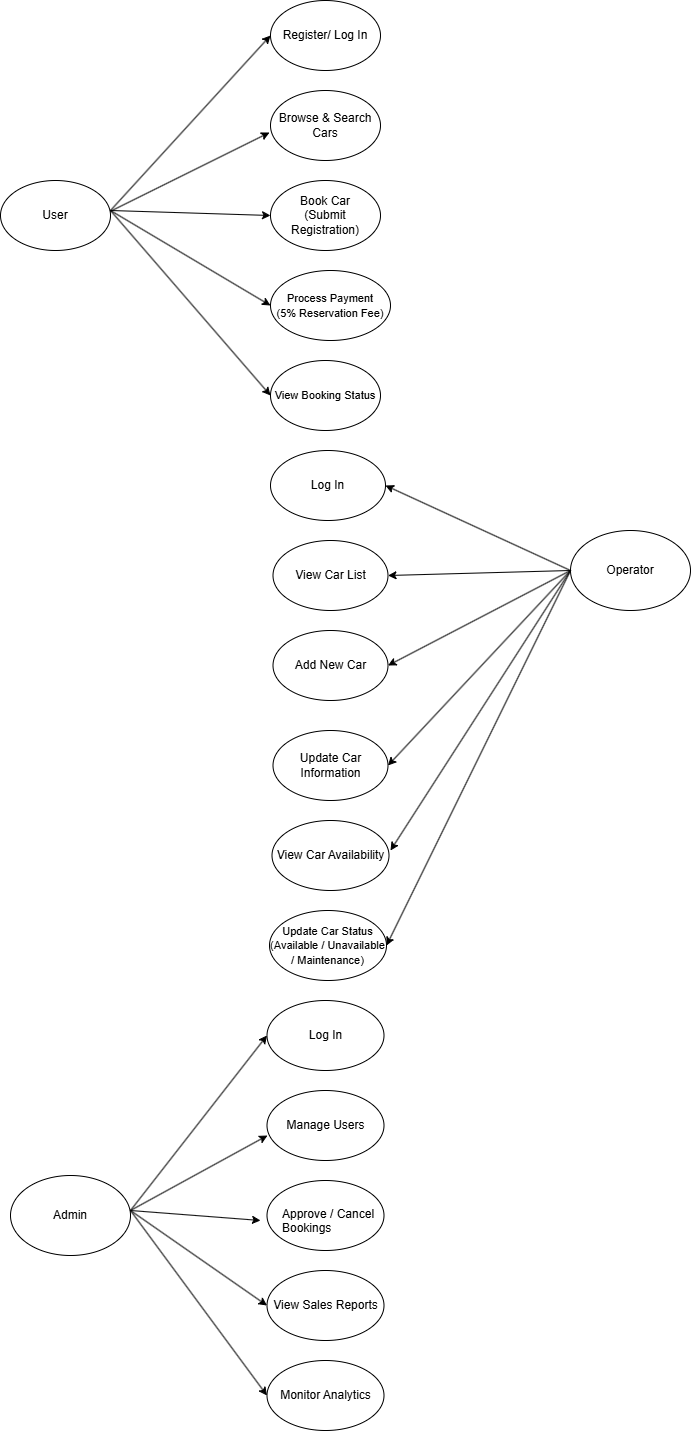 Register/ Log In
Browse & Search
Cars
User
Book Car
(Submit
Registration)
Process Payment
(5% Reservation Fee)
View Booking Status
Log In
View Car List
Operator
Add New Car
Update Car
Information
View Car Availability
Update Car Status
(Available / Unavailable
/ Maintenance)
Log In
Manage Users
Admin
Approve / Cancel
Bookings
View Sales Reports
Monitor Analytics